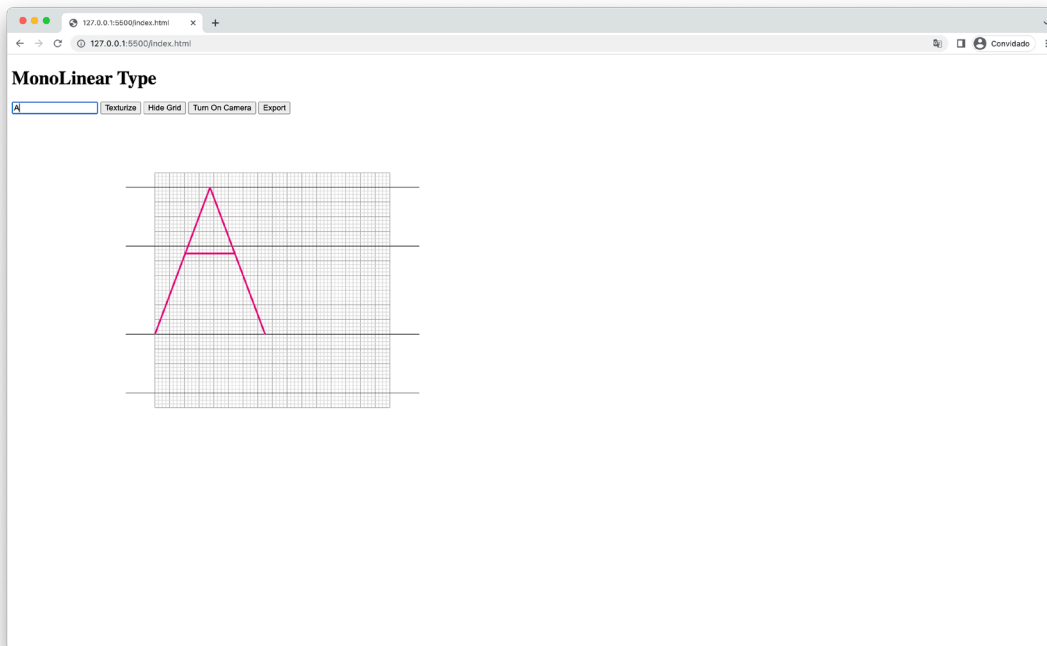 127.0.0.1:5500/index.html
127.0.0.1:5500/index.html Convidado
MonoLinear Type
A Texturize Hide Grid Turn On Camera Export
A